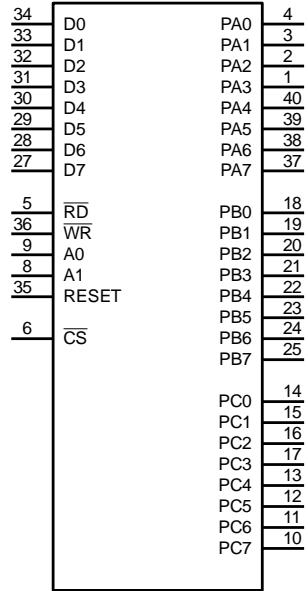 34 D0 PA0 4
33 D1 PA1 3
32 D2 PA2 2
31 D3 PA3 1
30 D4 PA4 40
29 D5 PA5 39
28 D6 PA6 38
27 D7 PA7 37
5 R̅D̅ PB0 18
36 W̅R̅ PB1 19
9 A0 PB2 20
8 A1 PB3 21
35 RESET PB4 22
PB5 23
6 C̅S̅ PB6 24
PB7 25
PC0 14
PC1 15
PC2 16
PC3 17
PC4 13
PC5 12
PC6 11
PC7 10